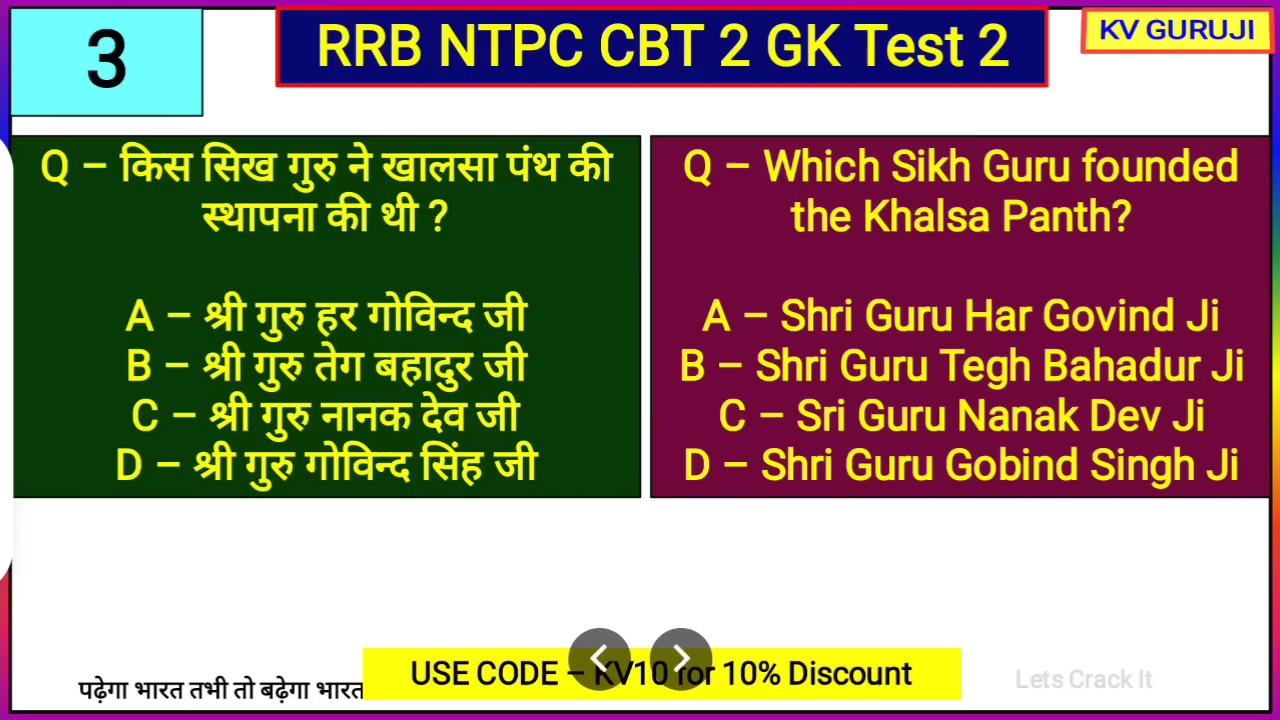 3
RRB NTPC CBT 2 GK Test 2
KV GURUJI
Q – किस सिख गुरु ने खालसा पंथ की
स्थापना की थी ?
A – श्री गुरु हर गोविन्द जी
B – श्री गुरु तेग बहादुर जी
C – श्री गुरु नानक देव जी
D – श्री गुरु गोविन्द सिंह जी
Q – Which Sikh Guru founded
the Khalsa Panth?
A – Shri Guru Har Govind Ji
B – Shri Guru Tegh Bahadur Ji
C – Sri Guru Nanak Dev Ji
D – Shri Guru Gobind Singh Ji
पढ़ेगा भारत तभी तो बढ़ेगा भारत
USE CODE – KV10 for 10% Discount
Lets Crack It